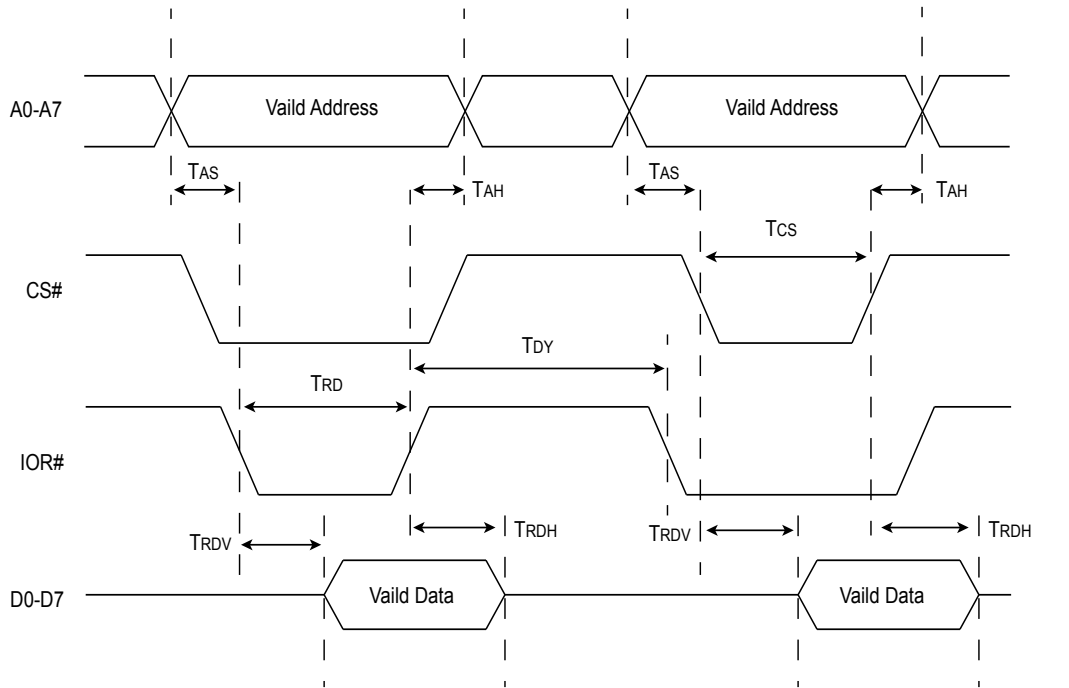 A0-A7
Vaild Address
Vaild Address
TAS
TAH
TAS
TAH
TCS
CS#
TDY
TRD
IOR#
TRDV
TRDH
TRDV
TRDH
D0-D7
Vaild Data
Vaild Data